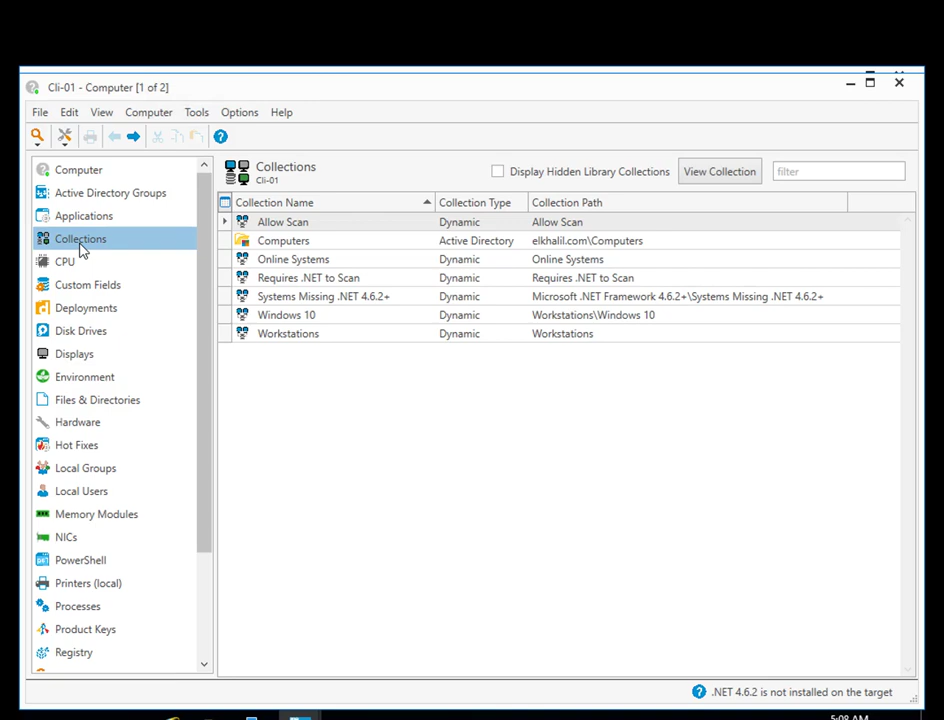 Cli-01 - Computer [1 of 2]
File Edit View Computer Tools Options Help
Computer
Active Directory Groups
Applications
Collections
CPU
Custom Fields
Deployments
Disk Drives
Displays
Environment
Files & Directories
Hardware
Hot Fixes
Local Groups
Local Users
Memory Modules
NICs
PowerShell
Printers (local)
Processes
Product Keys
Registry
Collections
Cli-01
Display Hidden Library Collections
View Collection
filter
Collection Name Collection Type Collection Path
Allow Scan Dynamic Allow Scan
Computers Active Directory elkhalil.com\Computers
Online Systems Dynamic Online Systems
Requires .NET to Scan Dynamic Requires .NET to Scan
Systems Missing .NET 4.6.2+ Dynamic Microsoft .NET Framework 4.6.2+\Systems Missing .NET 4.6.2+
Windows 10 Dynamic Workstations\Windows 10
Workstations Dynamic Workstations
.NET 4.6.2 is not installed on the target
5:08 AM